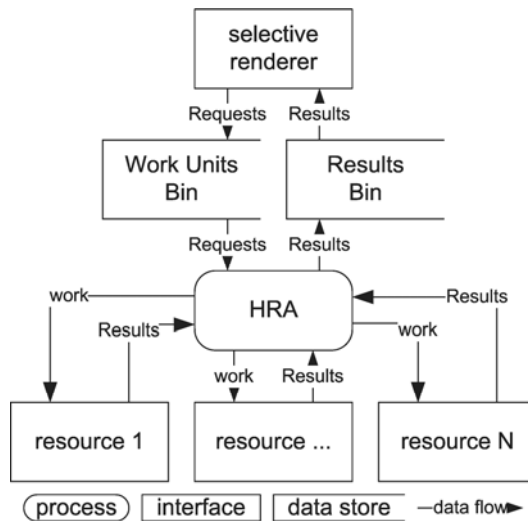 selective
renderer
Requests
Results
Work Units
Bin
Results
Bin
Requests
Results
HRA
work
Results
Results
work
work
Results
resource 1
resource ...
resource N
process
interface
data store
data flow